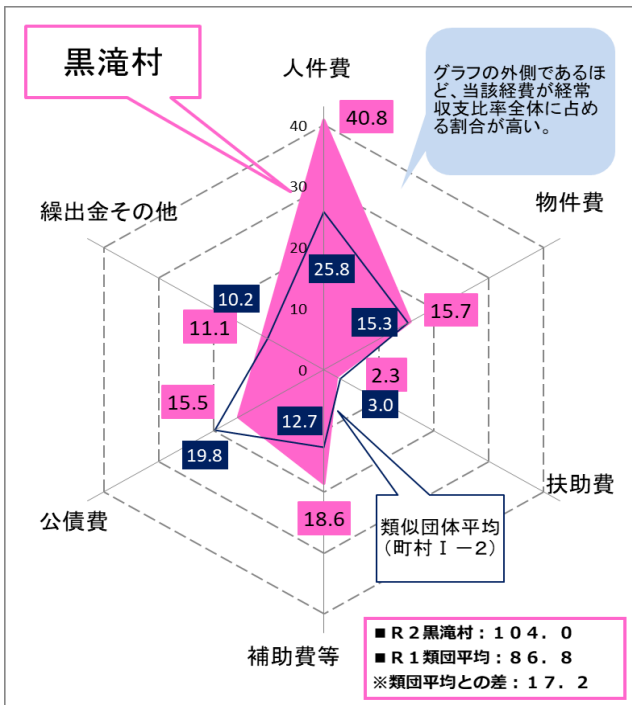 黒滝村
人件費
グラフの外側であるほ
ど、当該経費が経常
収支比率全体に占め
る割合が高い。
40
40.8
30
繰出金その他
物件費
20
25.8
10.2
10
15.3
15.7
11.1
0
2.3
15.5
3.0
12.7
19.8
扶助費
18.6
公債費
類似団体平均
(町村Ⅰ-2)
補助費等
■R2黒滝村:104.0
■R1類団平均:86.8
※類団平均との差:17.2